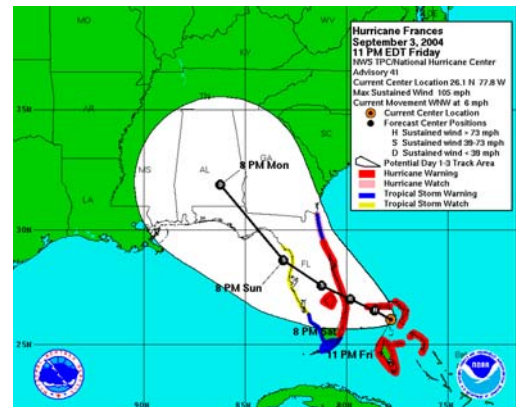 Hurricane Frances
September 3, 2004
11 PM EDT Friday
NWS TPC/National Hurricane Center
Advisory 41
Current Center Location 26.1 N 77.8 W
Max Sustained Wind 105 mph
Current Movement WNW at 6 mph
Current Center Location
Forecast Center Positions
H Sustained wind > 73 mph
S Sustained wind 39-73 mph
D Sustained wind < 39 mph
Potential Day 1-3 Track Area
Hurricane Warning
Hurricane Watch
Tropical Storm Warning
Tropical Storm Watch
MO
KY
VA
35N
TN
AR
SC
MS
AL
GA
8 PM Mon
LA
30N
FL
8 PM Sun
8 PM Sat
25N
11 PM Fri
90W
85W
80W
75W
NOAA